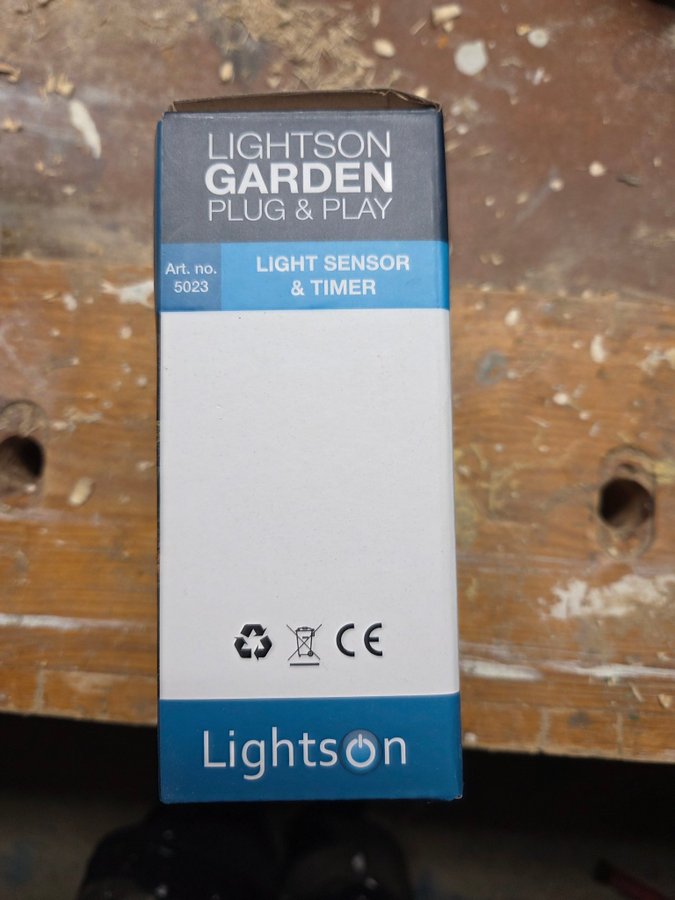 LIGHTSON
GARDEN
PLUG & PLAY
Art. no.
5023
LIGHT SENSOR
& TIMER
CE
LightsOn